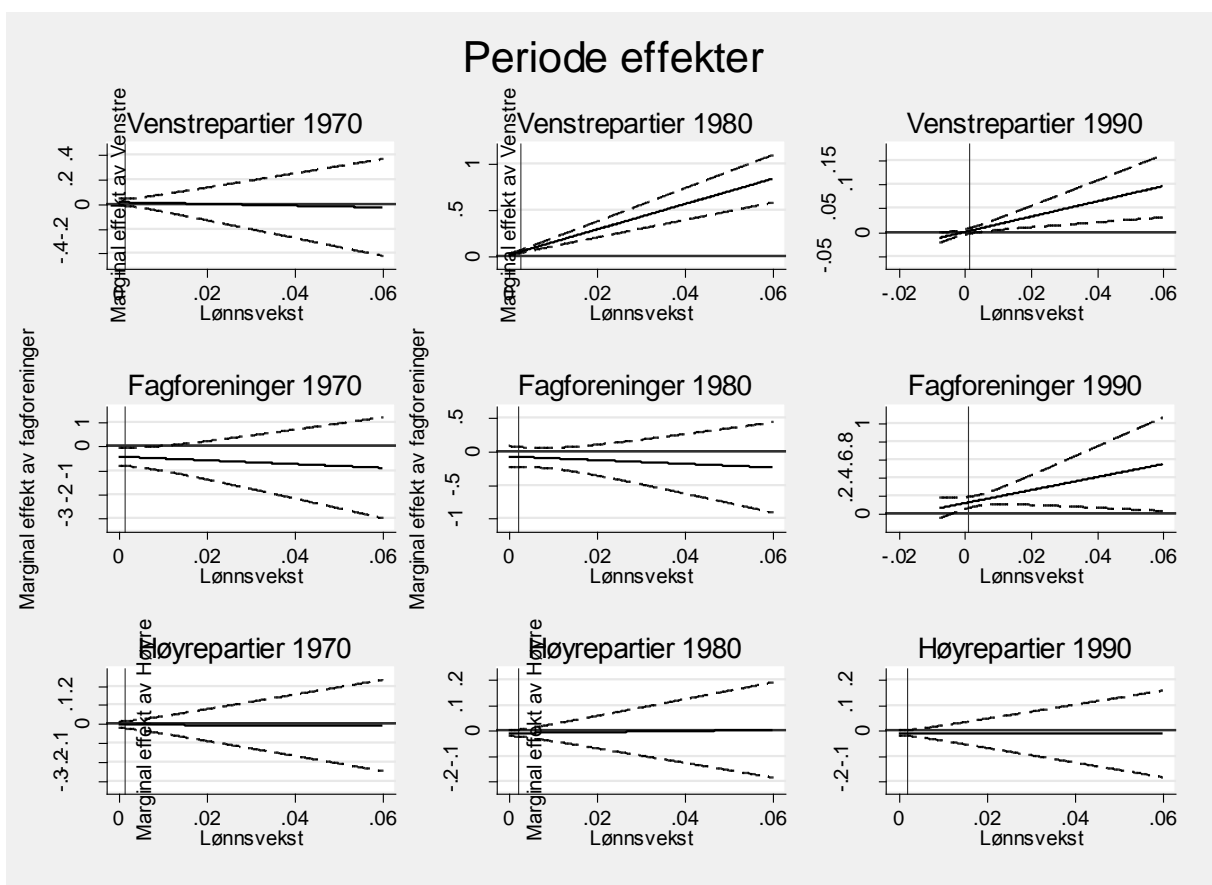 Periode effekter
Venstrepartier 1970
Marginal effekt av Venstre
.4
.2
0
-.2
-.4
0 .02 .04 .06
Lønnsvekst
Venstrepartier 1980
Marginal effekt av Venstre
1
.5
0
0 .02 .04 .06
Lønnsvekst
Venstrepartier 1990
.15
.1
.05
0
-.05
-.02 0 .02 .04 .06
Lønnsvekst
Fagforeninger 1970
Marginal effekt av fagforeninger
1
0
-1
-2
-3
0 .02 .04 .06
Lønnsvekst
Fagforeninger 1980
Marginal effekt av fagforeninger
.5
0
-.5
-1
0 .02 .04 .06
Lønnsvekst
Fagforeninger 1990
1
.8
.6
.4
.2
0
-.02 0 .02 .04 .06
Lønnsvekst
Høyrepartier 1970
Marginal effekt av Høyre
.2
.1
0
-.1
-.2
-.3
0 .02 .04 .06
Lønnsvekst
Høyrepartier 1980
Marginal effekt av Høyre
.2
.1
0
-.1
-.2
0 .02 .04 .06
Lønnsvekst
Høyrepartier 1990
.2
.1
0
-.1
-.2
0 .02 .04 .06
Lønnsvekst